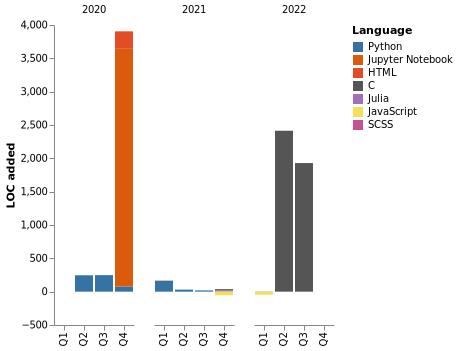 2020 2021 2022
Language
Python
Jupyter Notebook
HTML
C
Julia
JavaScript
SCSS
LOC added
4,000
3,500
3,000
2,500
2,000
1,500
1,000
500
0
−500
Q1 Q2 Q3 Q4 Q1 Q2 Q3 Q4 Q1 Q2 Q3 Q4